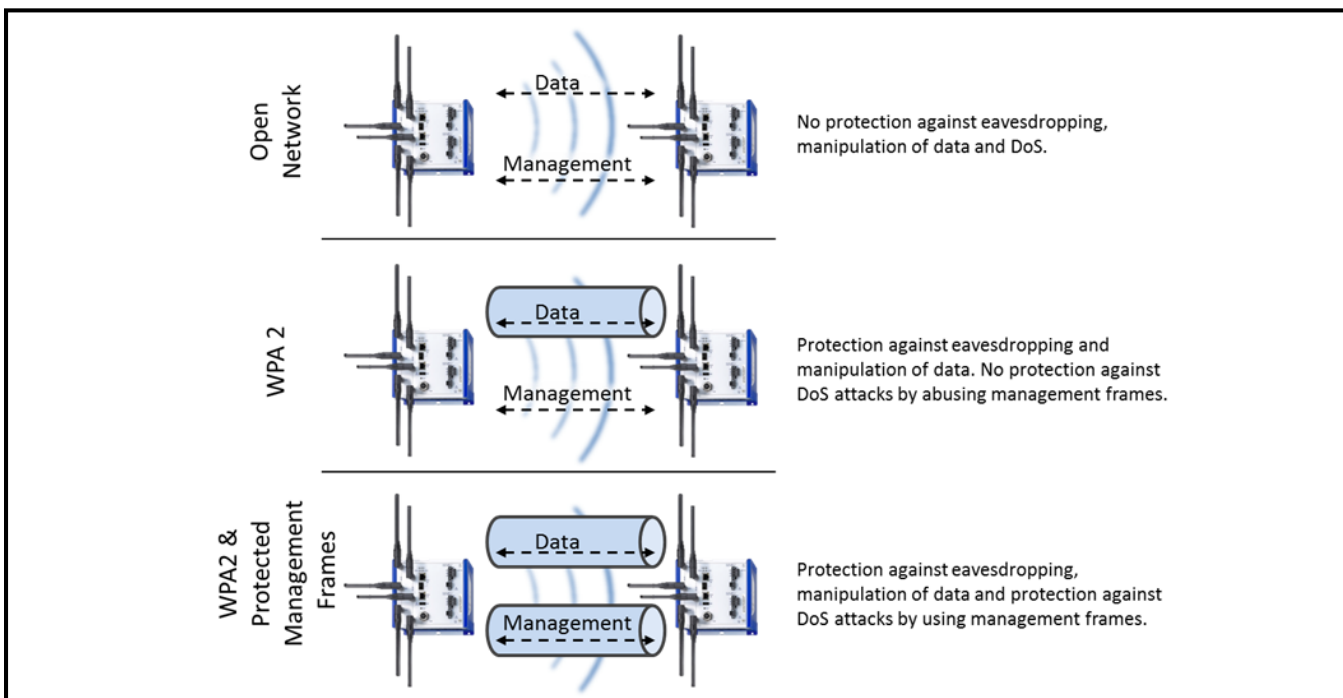 Open
Network
Data
Management
No protection against eavesdropping,
manipulation of data and DoS.
WPA 2
Data
Management
Protection against eavesdropping and
manipulation of data. No protection against
DoS attacks by abusing management frames.
WPA2 &
Protected
Management
Frames
Data
Management
Protection against eavesdropping,
manipulation of data and protection against
DoS attacks by using management frames.